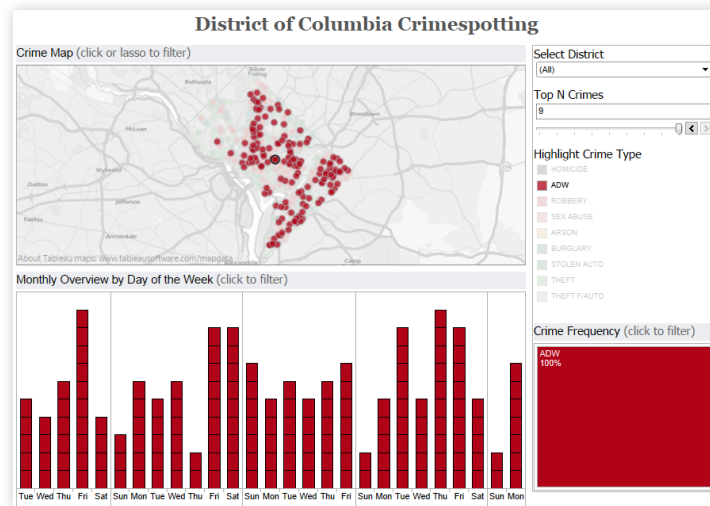 District of Columbia Crimespotting
Crime Map (click or lasso to filter)
Silver Spring
Bethesda
McLean
Woodlawn
Oakton
Jefferson
Fairfax
Annandale
Alexandria
Camp
About Tableau maps: www.tableausoftware.com/mapdata
Select District
(All)
Top N Crimes
9
Highlight Crime Type
HOMICIDE
ADW
ROBBERY
SEX ABUSE
ARSON
BURGLARY
STOLEN AUTO
THEFT
THEFT F/AUTO
Monthly Overview by Day of the Week (click to filter)
Tue Wed Thu Fri Sat Sun Mon Tue Wed Thu Fri Sat Sun Mon Tue Wed Thu Fri Sun Mon Tue Wed Thu Fri Sat Sun Mon
Crime Frequency (click to filter)
ADW
100%